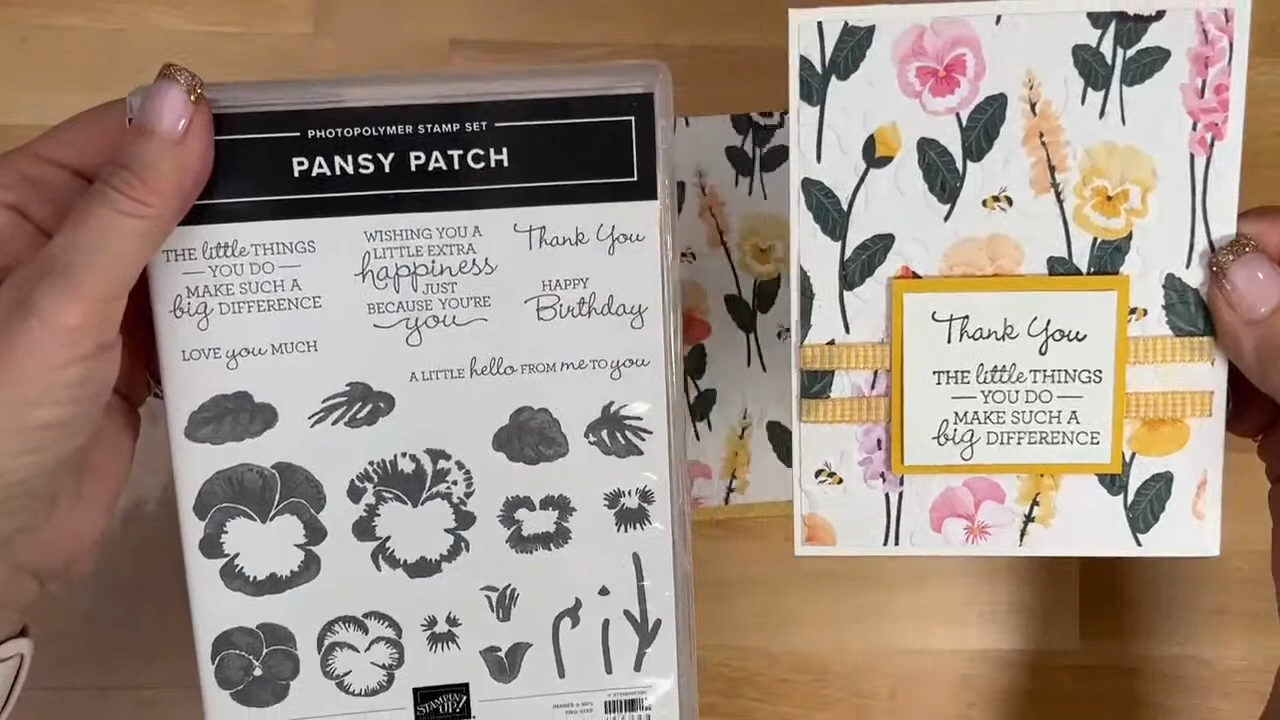 PHOTOPOLYMER STAMP SET
PANSY PATCH
THE little THINGS
YOU DO
MAKE SUCH A
big DIFFERENCE
LOVE you MUCH
WISHING YOU A
LITTLE EXTRA
happiness
JUST
BECAUSE YOU'RE
you
Thank You
HAPPY
Birthday
A LITTLE hello FROM me TO you
STAMPIN' UP!
Thank You
THE little THINGS
YOU DO
MAKE SUCH A
big DIFFERENCE